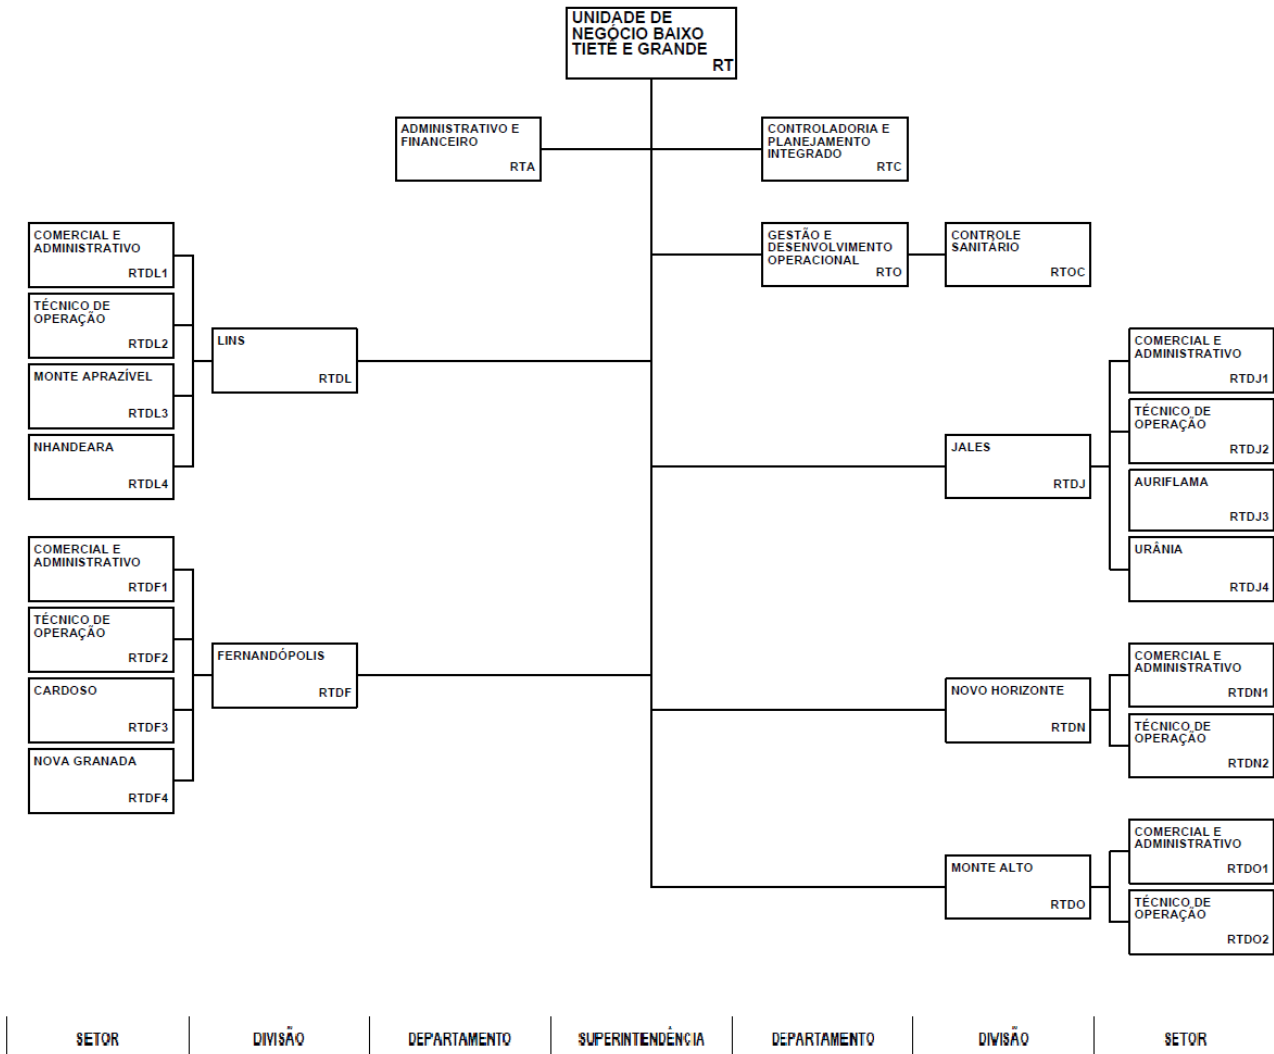 UNIDADE DE
NEGÓCIO BAIXO
TIETÊ E GRANDE
RT
ADMINISTRATIVO E
FINANCEIRO
RTA
CONTROLADORIA E
PLANEJAMENTO
INTEGRADO
RTC
GESTÃO E
DESENVOLVIMENTO
OPERACIONAL
RTO
CONTROLE
SANITÁRIO
RTOC
COMERCIAL E
ADMINISTRATIVO
RTDL1
TÉCNICO DE
OPERAÇÃO
RTDL2
MONTE APRAZÍVEL
RTDL3
NHANDEARA
RTDL4
LINS
RTDL
JALES
RTDJ
COMERCIAL E
ADMINISTRATIVO
RTDJ1
TÉCNICO DE
OPERAÇÃO
RTDJ2
AURIFLAMA
RTDJ3
URÂNIA
RTDJ4
COMERCIAL E
ADMINISTRATIVO
RTDF1
TÉCNICO DE
OPERAÇÃO
RTDF2
CARDOSO
RTDF3
NOVA GRANADA
RTDF4
FERNANDÓPOLIS
RTDF
NOVO HORIZONTE
RTDN
COMERCIAL E
ADMINISTRATIVO
RTDN1
TÉCNICO DE
OPERAÇÃO
RTDN2
MONTE ALTO
RTDO
COMERCIAL E
ADMINISTRATIVO
RTDO1
TÉCNICO DE
OPERAÇÃO
RTDO2
SETOR
DIVISÃO
DEPARTAMENTO
SUPERINTENDÊNCIA
DEPARTAMENTO
DIVISÃO
SETOR